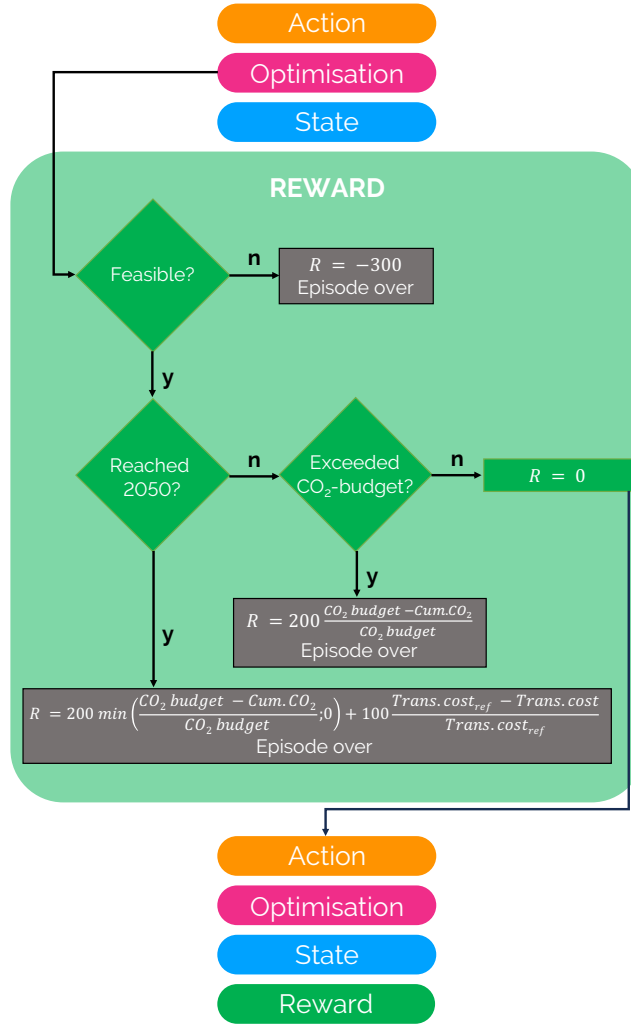 Action
Optimisation
State
REWARD
Feasible?
n
R = −300
Episode over
y
Reached
2050?
n
Exceeded
CO₂-budget?
n
R = 0
y
R = 200 (CO₂ budget −Cum.CO₂)/(CO₂ budget)
Episode over
y
R = 200 min((CO₂ budget − Cum.CO₂)/(CO₂ budget);0) + 100 (Trans.cost_ref − Trans.cost)/(Trans.cost_ref)
Episode over
Action
Optimisation
State
Reward